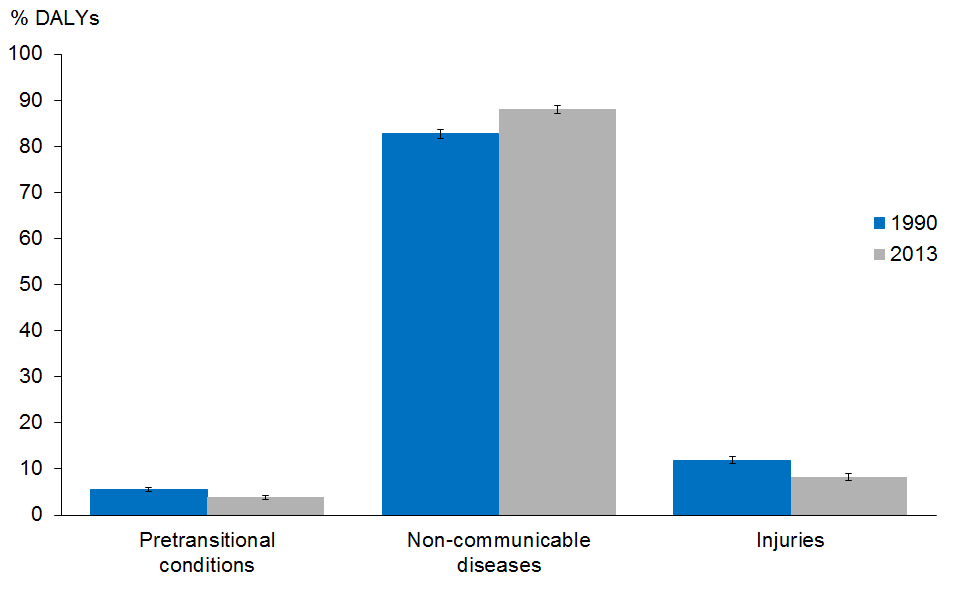 % DALYs
100
90
80
70
60
50
40
30
20
10
0
1990
2013
Pretransitional
conditions
Non-communicable
diseases
Injuries